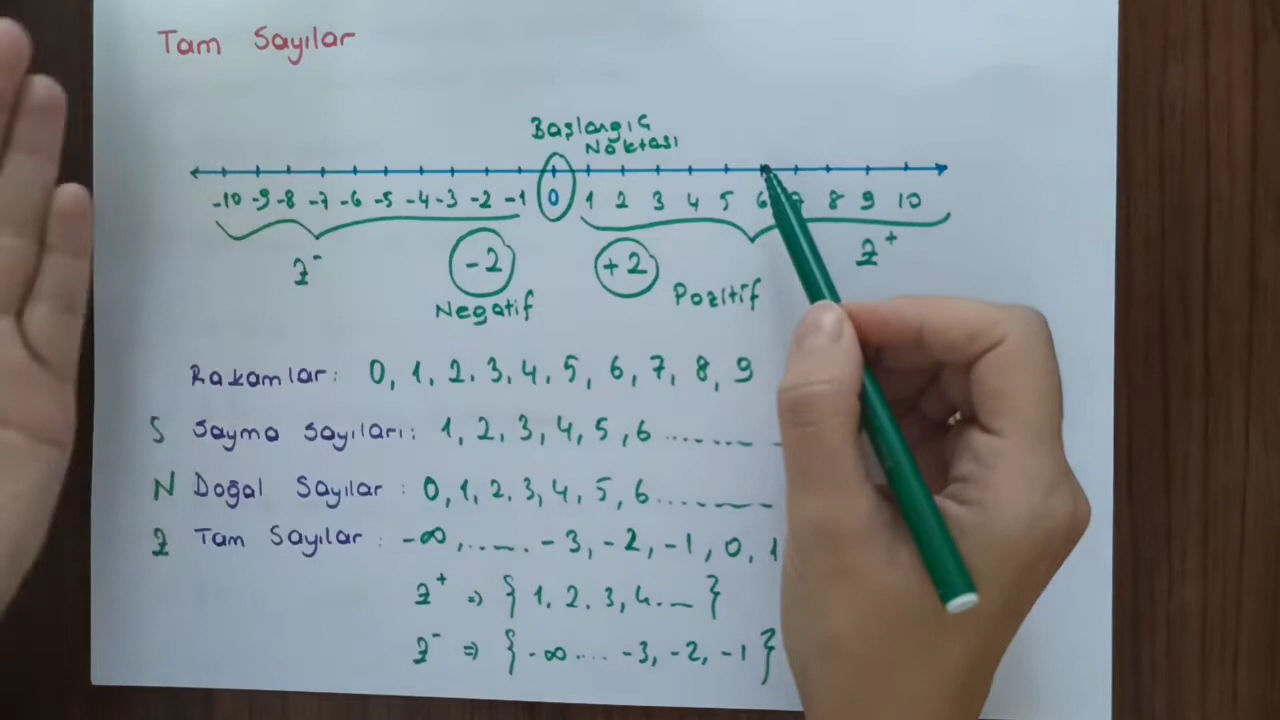 Tam Sayılar
Başlangıç
Noktası
-10 -9 -8 -7 -6 -5 -4 -3 -2 -1 0 1 2 3 4 5 6 7 8 9 10
Z⁻ -2 +2 Z⁺
Negatif Pozitif
Rakamlar: 0, 1, 2, 3, 4, 5, 6, 7, 8, 9
S Sayma Sayıları: 1, 2, 3, 4, 5, 6 ........
N Doğal Sayılar: 0, 1, 2, 3, 4, 5, 6........
Z Tam Sayılar: -∞, ...... -3, -2, -1, 0, 1
Z⁺ ⇒ { 1, 2, 3, 4... }
Z⁻ ⇒ { -∞ .... -3, -2, -1 }